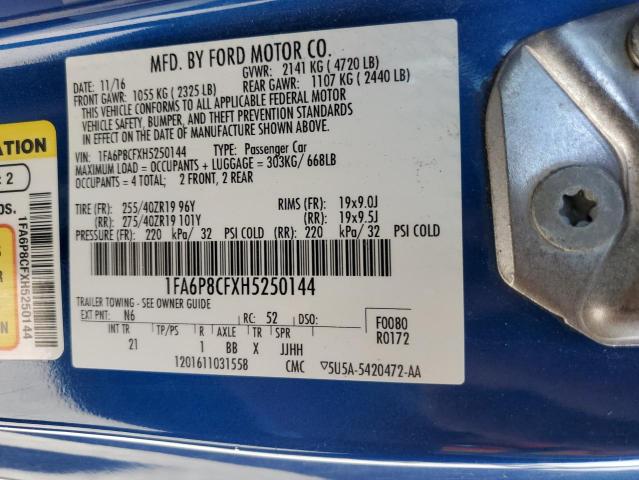 MFD. BY FORD MOTOR CO.
DATE: 11/16 GVWR: 2141 KG ( 4720 LB)
FRONT GAWR: 1055 KG ( 2325 LB) REAR GAWR: 1107 KG ( 2440 LB)
THIS VEHICLE CONFORMS TO ALL APPLICABLE FEDERAL MOTOR
VEHICLE SAFETY, BUMPER, AND THEFT PREVENTION STANDARDS
IN EFFECT ON THE DATE OF MANUFACTURE SHOWN ABOVE.
VIN: 1FA6P8CFXH5250144 TYPE: Passenger Car
MAXIMUM LOAD = OCCUPANTS + LUGGAGE = 303KG/ 668LB
OCCUPANTS = 4 TOTAL; 2 FRONT, 2 REAR
TIRE (FR): 255/40ZR19 96Y RIMS (FR): 19x9.0J
(RR): 275/40ZR19 101Y (RR): 19x9.5J
PRESSURE (FR): 220 kPa/ 32 PSI COLD (RR): 220 kPa/ 32 PSI COLD
1FA6P8CFXH5250144
TRAILER TOWING - SEE OWNER GUIDE
EXT PNT: N6 RC: 52 DSO: F0080
R0172
INT TR TP/PS R AXLE TR SPR
21 1 BB X JJHH
1201611031558 CMC 5U5A-5420472-AA
ATION
: 2
os.
1FA6P8CFXH5250144